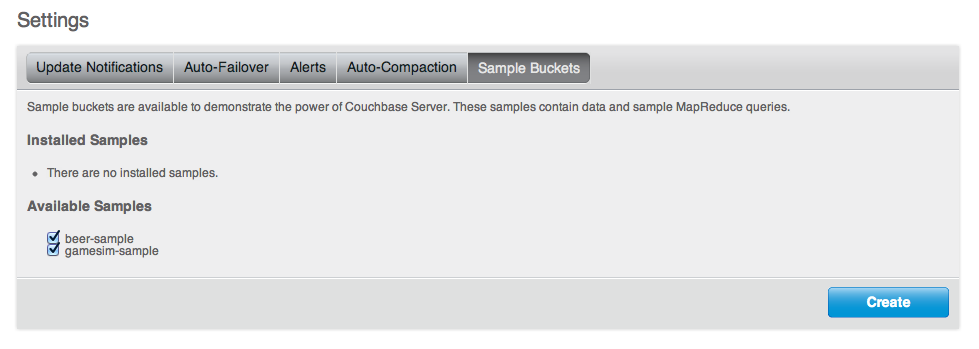 Settings
Update Notifications Auto-Failover Alerts Auto-Compaction Sample Buckets
Sample buckets are available to demonstrate the power of Couchbase Server. These samples contain data and sample MapReduce queries.
Installed Samples
• There are no installed samples.
Available Samples
beer-sample
gamesim-sample
Create